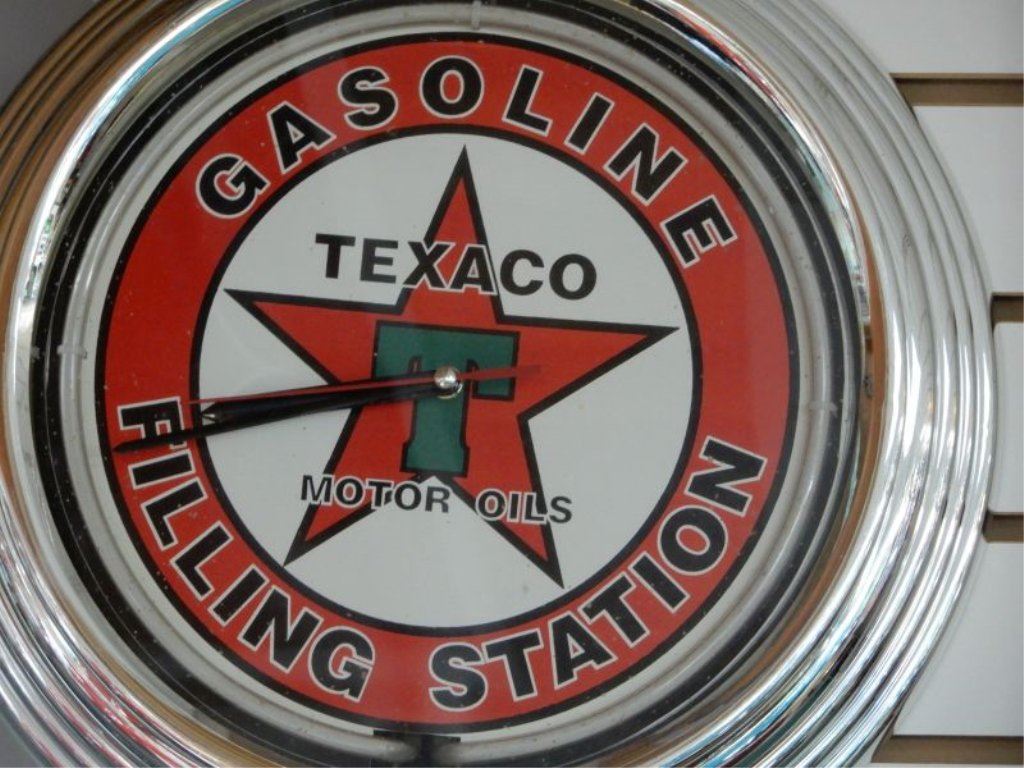 GASOLINE
TEXACO
T
MOTOR OILS
FILLING STATION